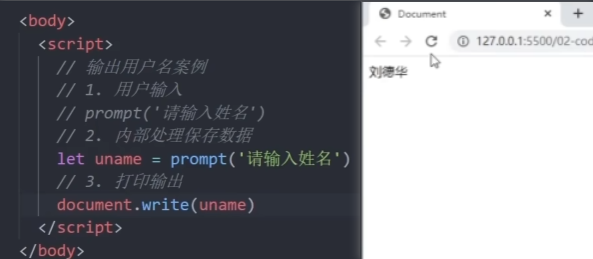 <body>
<script>
// 输出用户名案例
// 1. 用户输入
// prompt('请输入姓名')
// 2. 内部处理保存数据
let uname = prompt('请输入姓名')
// 3. 打印输出
document.write(uname)
</script>
</body>
Document
127.0.0.1:5500/02-cod
刘德华